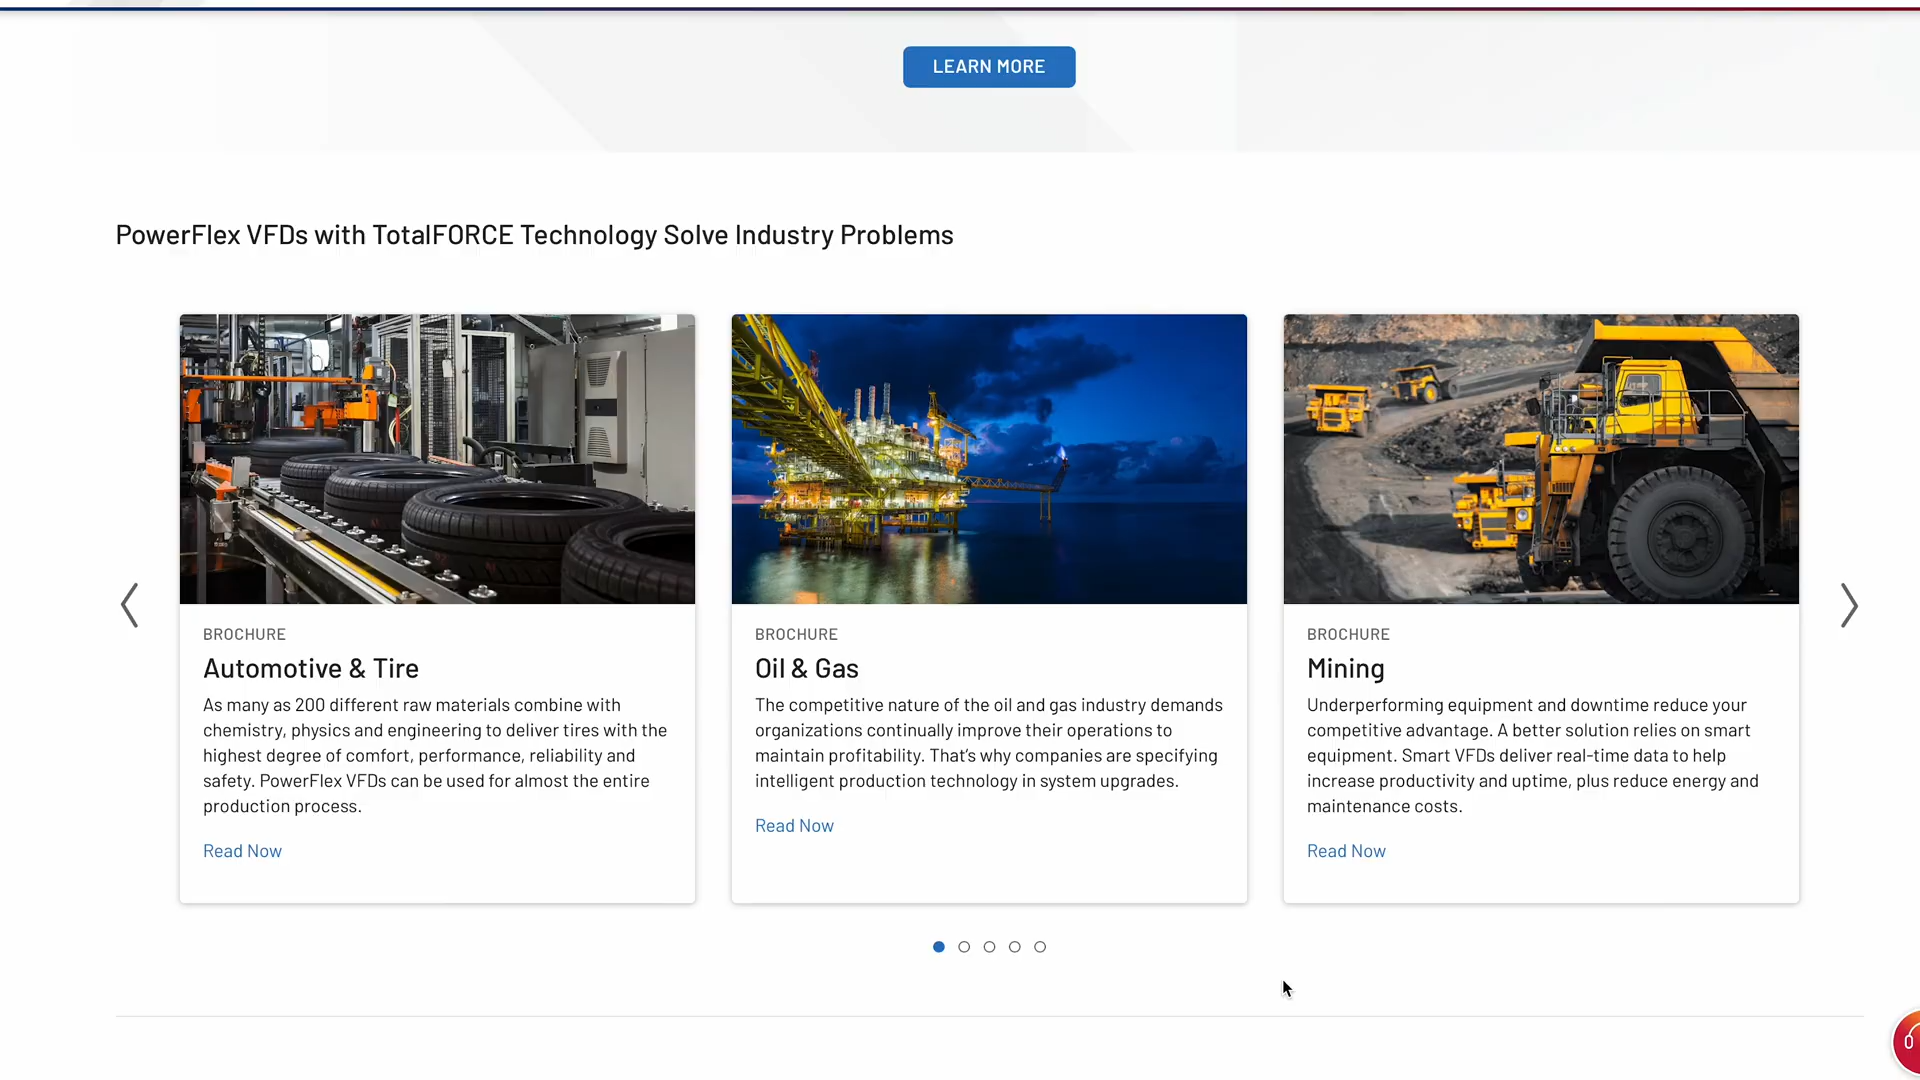 LEARN MORE
PowerFlex VFDs with TotalFORCE Technology Solve Industry Problems
BROCHURE
Automotive & Tire
As many as 200 different raw materials combine with
chemistry, physics and engineering to deliver tires with the
highest degree of comfort, performance, reliability and
safety. PowerFlex VFDs can be used for almost the entire
production process.
Read Now
BROCHURE
Oil & Gas
The competitive nature of the oil and gas industry demands
organizations continually improve their operations to
maintain profitability. That's why companies are specifying
intelligent production technology in system upgrades.
Read Now
BROCHURE
Mining
Underperforming equipment and downtime reduce your
competitive advantage. A better solution relies on smart
equipment. Smart VFDs deliver real-time data to help
increase productivity and uptime, plus reduce energy and
maintenance costs.
Read Now